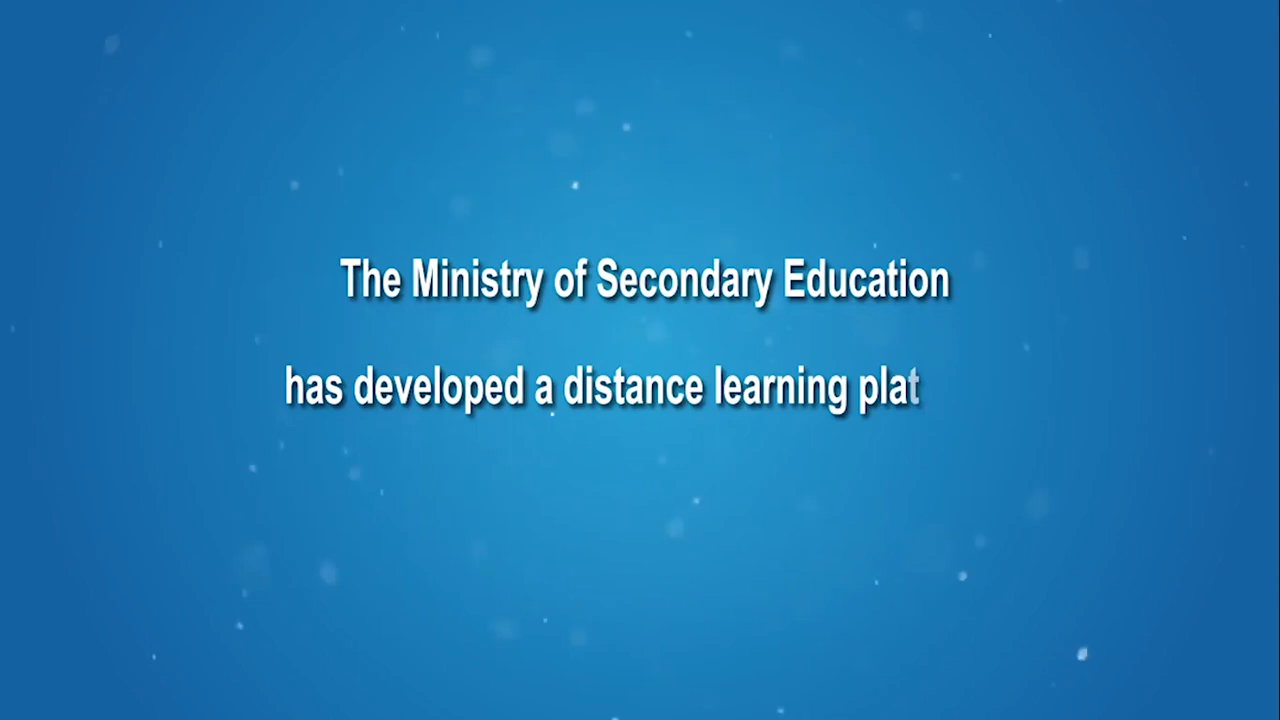 The Ministry of Secondary Education
has developed a distance learning plat